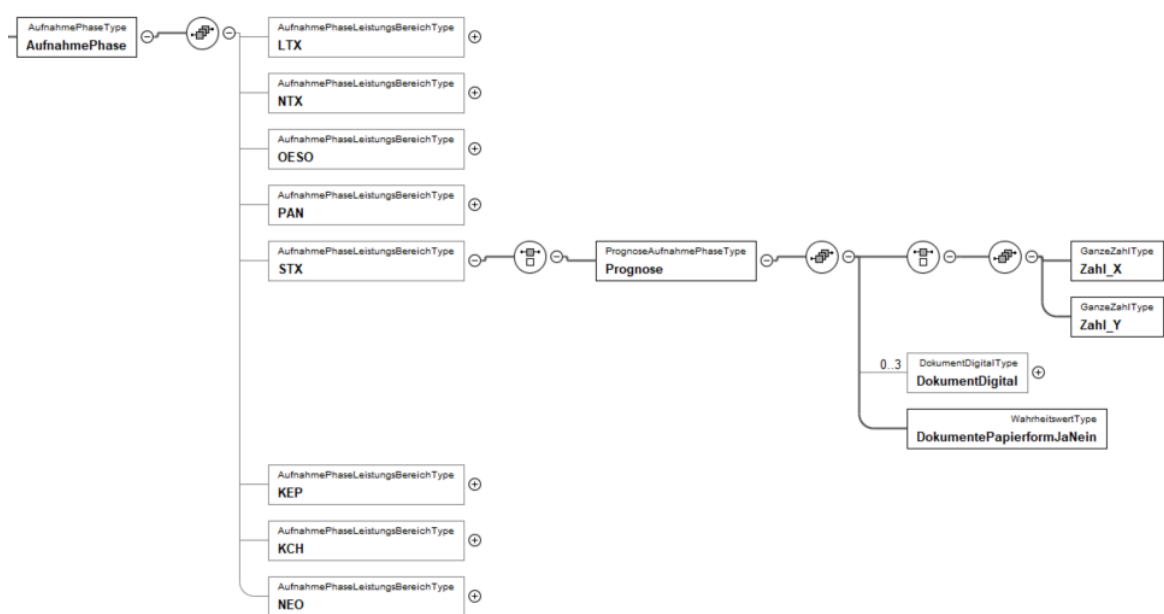 AufnahmePhaseType
AufnahmePhase
AufnahmePhaseLeistungsBereichType
LTX
AufnahmePhaseLeistungsBereichType
NTX
AufnahmePhaseLeistungsBereichType
OESO
AufnahmePhaseLeistungsBereichType
PAN
AufnahmePhaseLeistungsBereichType
STX
PrognoseAufnahmePhaseType
Prognose
GanzeZahlType
Zahl_X
GanzeZahlType
Zahl_Y
0..3
DokumentDigitalType
DokumentDigital
WahrheitswertType
DokumentePapierformJaNein
AufnahmePhaseLeistungsBereichType
KEP
AufnahmePhaseLeistungsBereichType
KCH
AufnahmePhaseLeistungsBereichType
NEO